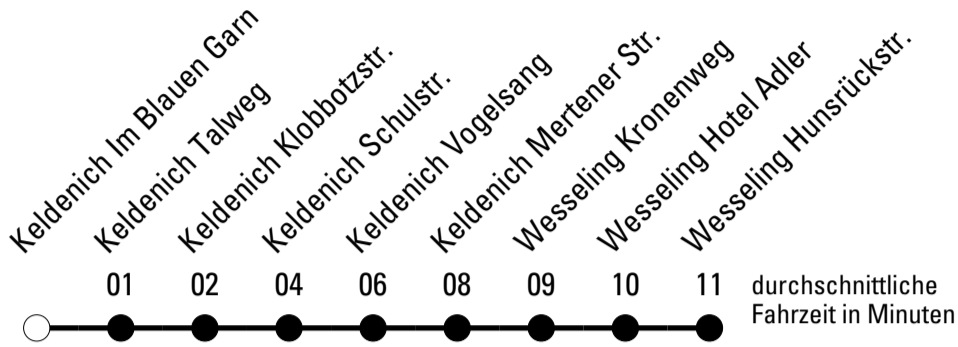 Keldenich Im Blauen Garn
Keldenich Talweg
Keldenich Klobbotzstr.
Keldenich Schulstr.
Keldenich Vogelsang
Keldenich Mertener Str.
Wesseling Kronenweg
Wesseling Hotel Adler
Wesseling Hunsrückstr.
01 02 04 06 08 09 10 11
durchschnittliche
Fahrzeit in Minuten